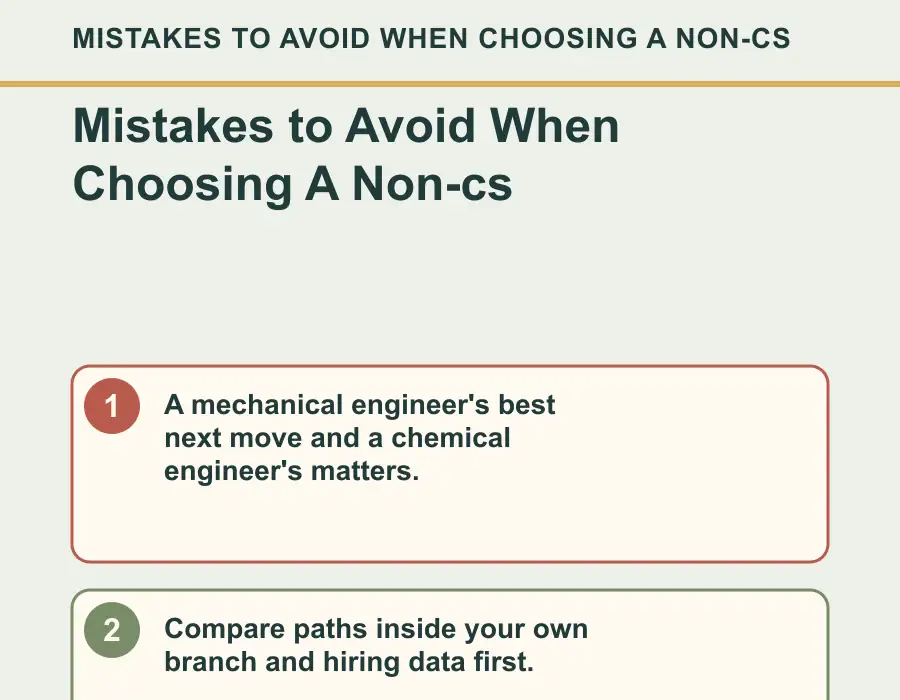 MISTAKES TO AVOID WHEN CHOOSING A NON-CS
Mistakes to Avoid When
Choosing A Non-cs
1
A mechanical engineer's best
next move and a chemical
engineer's matters.
2
Compare paths inside your own
branch and hiring data first.